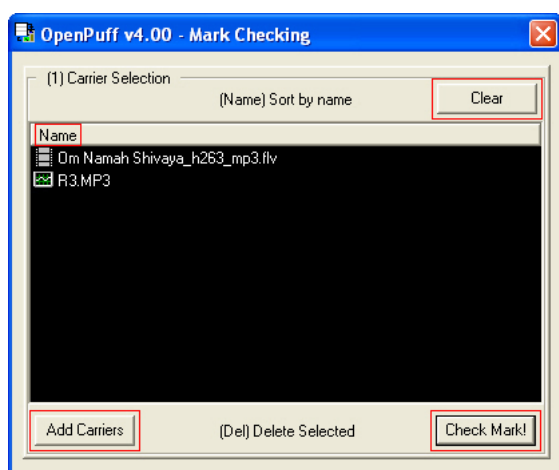 OpenPuff v4.00 - Mark Checking
(1) Carrier Selection
(Name) Sort by name
Clear
Name
Om Namah Shivaya_h263_mp3.flv
R3.MP3
Add Carriers
(Del) Delete Selected
Check Mark!